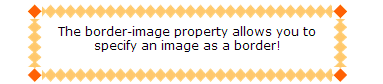 The border-image property allows you to
specify an image as a border!